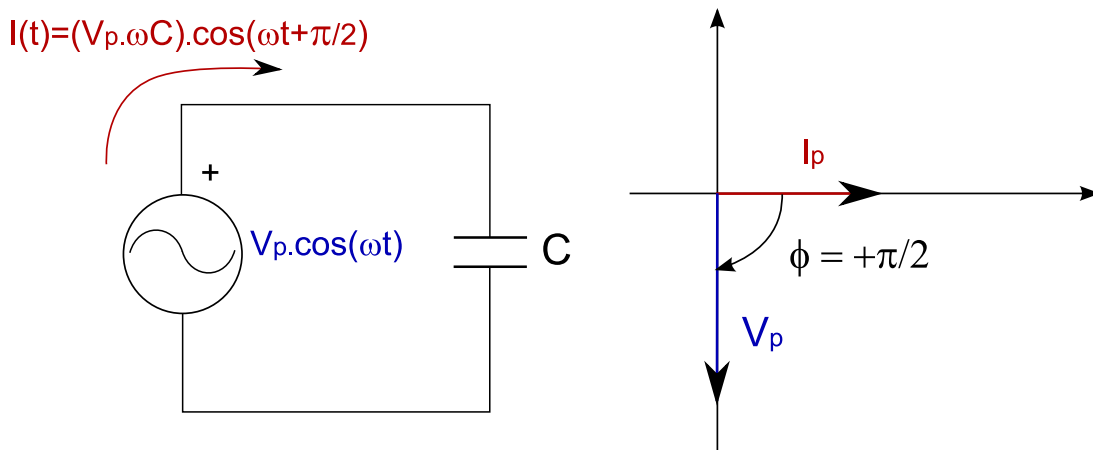 I(t)=(Vp.ωC).cos(ωt+π/2)
+
Vp.cos(ωt)
C
Ip
ϕ = +π/2
Vp